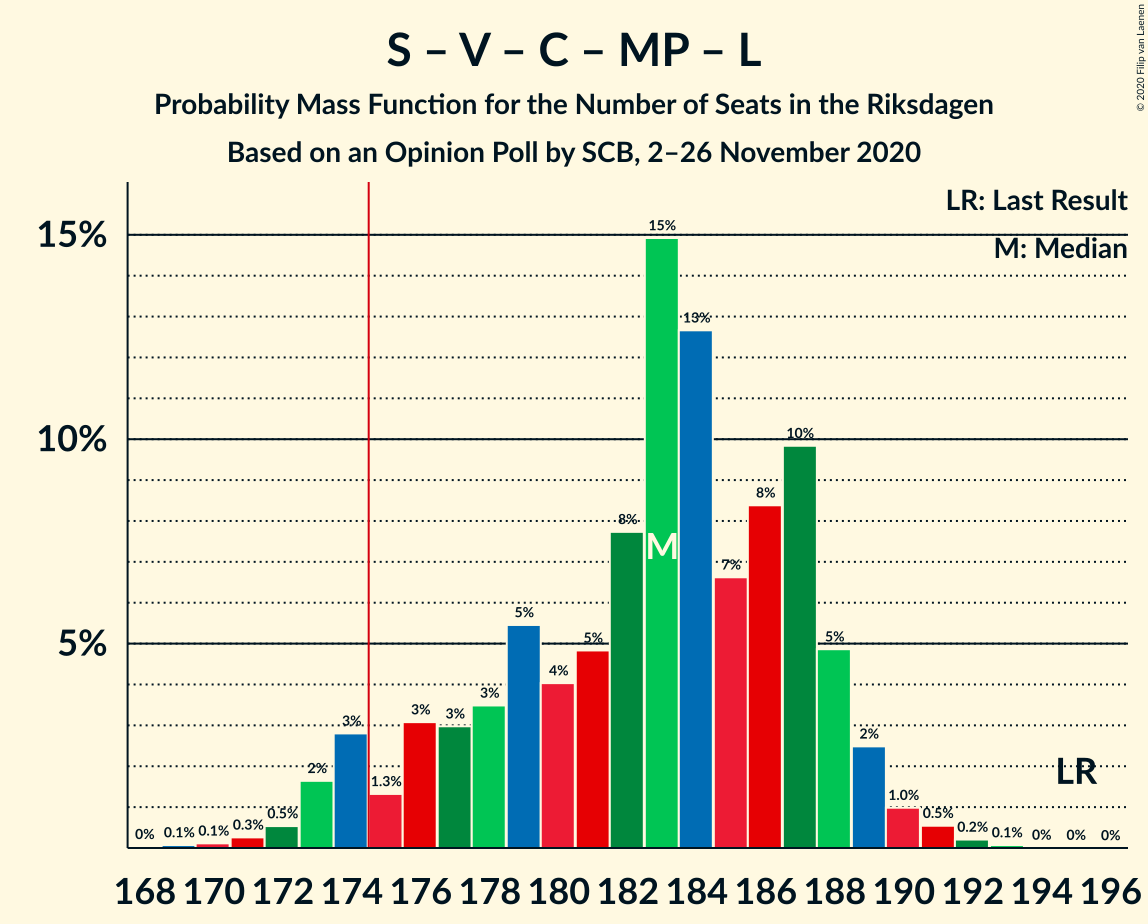 S – V – C – MP – L
Probability Mass Function for the Number of Seats in the Riksdagen
Based on an Opinion Poll by SCB, 2–26 November 2020
© 2020 Filip van Laenen
LR: Last Result
M: Median
15%
10%
5%
0% 0.1% 0.1% 0.3% 0.5% 2% 3% 1.3% 3% 3% 3% 5% 4% 5% 8% 15% 13% 7% 8% 10% 5% 2% 1.0% 0.5% 0.2% 0.1% 0% 0% 0%
M
LR
168 170 172 174 176 178 180 182 184 186 188 190 192 194 196